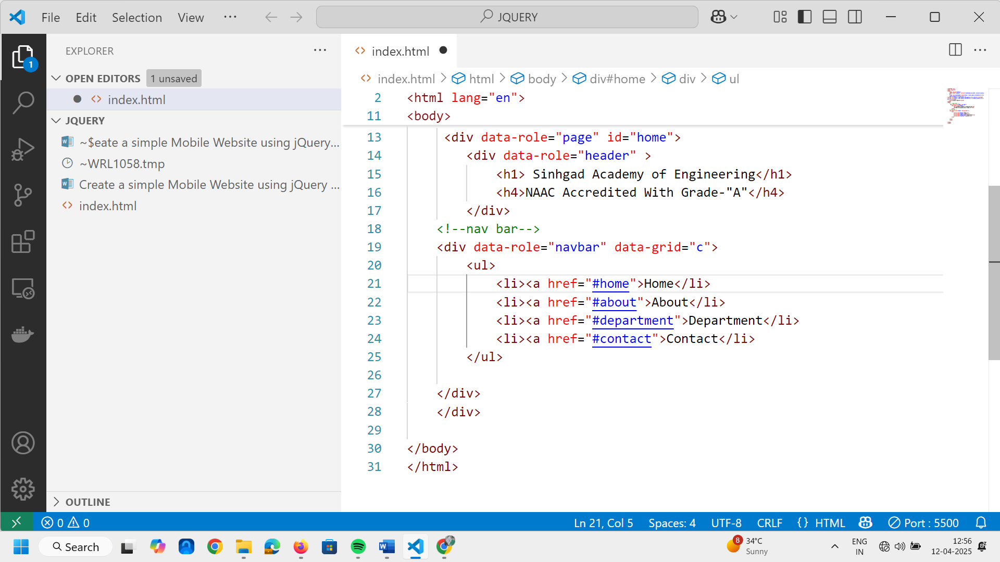 File Edit Selection View ··· JQUERY
EXPLORER ···
1
OPEN EDITORS 1 unsaved
index.html
JQUERY
~$eate a simple Mobile Website using jQuery...
~WRL1058.tmp
Create a simple Mobile Website using jQuery ...
index.html
OUTLINE
index.html
index.html > html > body > div#home > div > ul
2 <html lang="en">
11 <body>
13 <div data-role="page" id="home">
14 <div data-role="header" >
15 <h1> Sinhgad Academy of Engineering</h1>
16 <h4>NAAC Accredited With Grade-"A"</h4>
17 </div>
18 <!--nav bar-->
19 <div data-role="navbar" data-grid="c">
20 <ul>
21 <li><a href="#home">Home</li>
22 <li><a href="#about">About</li>
23 <li><a href="#department">Department</li>
24 <li><a href="#contact">Contact</li>
25 </ul>
26
27 </div>
28 </div>
29
30 </body>
31 </html>
0 0 Ln 21, Col 5 Spaces: 4 UTF-8 CRLF {} HTML Port : 5500
Search
8 34°C
Sunny
ENG
IN
12:56
12-04-2025